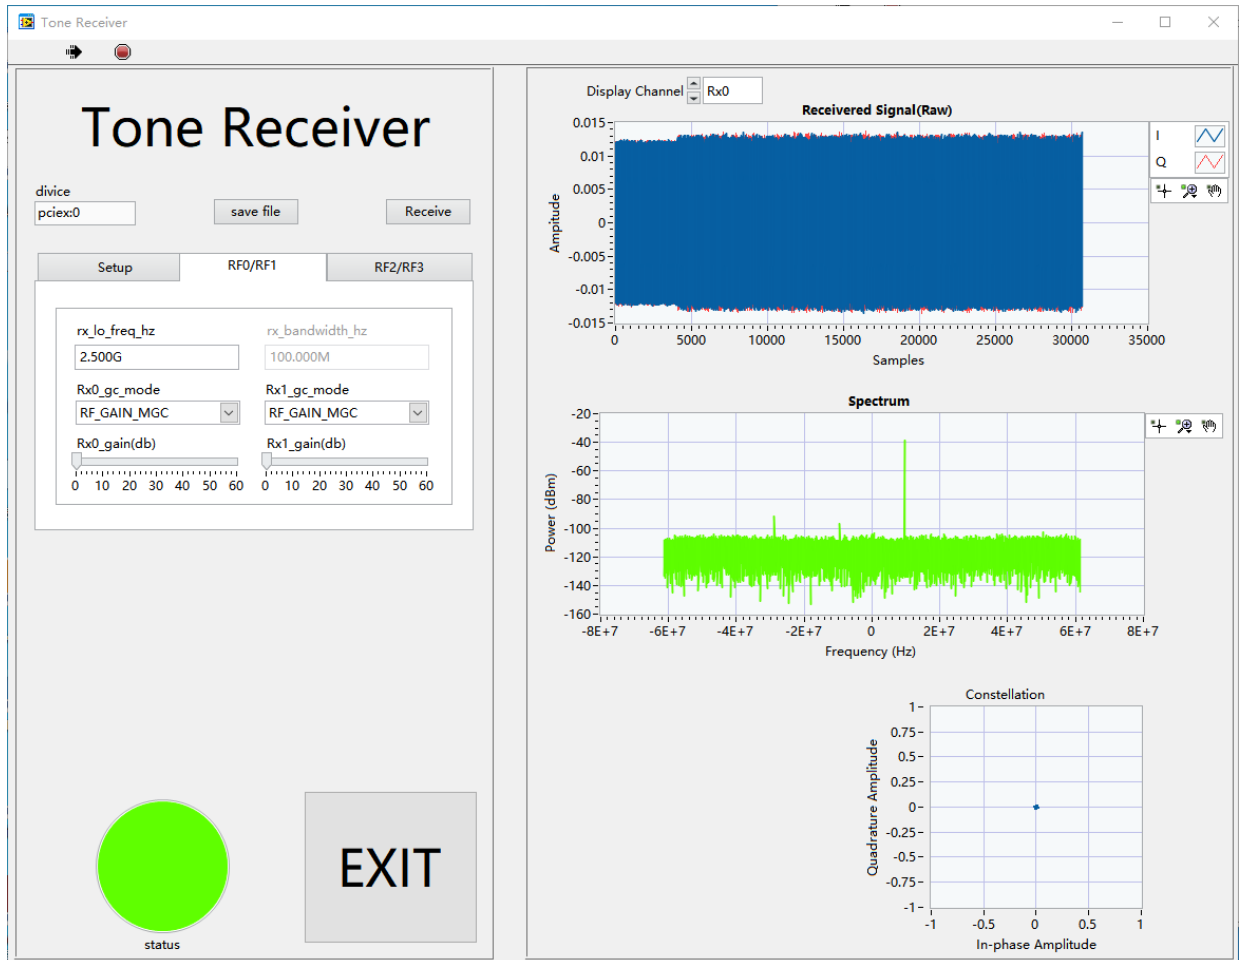 Tone Receiver
Tone Receiver
divice
pciex:0
save file
Receive
Setup
RF0/RF1
RF2/RF3
rx_lo_freq_hz
rx_bandwidth_hz
2.500G
100.000M
Rx0_gc_mode
Rx1_gc_mode
RF_GAIN_MGC
RF_GAIN_MGC
Rx0_gain(db)
Rx1_gain(db)
0 10 20 30 40 50 60
0 10 20 30 40 50 60
EXIT
status
Display Channel
Rx0
Receivered Signal(Raw)
I
Q
Ampitude
0.015
0.01
0.005
0
-0.005
-0.01
-0.015
0 5000 10000 15000 20000 25000 30000 35000
Samples
Spectrum
Power (dBm)
-20
-40
-60
-80
-100
-120
-140
-160
-8E+7 -6E+7 -4E+7 -2E+7 0 2E+7 4E+7 6E+7 8E+7
Frequency (Hz)
Constellation
Quadrature Amplitude
1
0.75
0.5
0.25
0
-0.25
-0.5
-0.75
-1
-1 -0.5 0 0.5 1
In-phase Amplitude